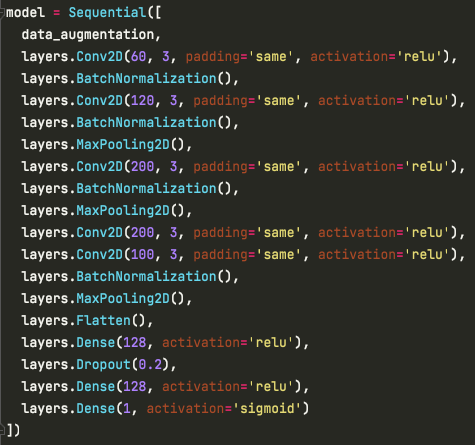 model = Sequential([
  data_augmentation,
  layers.Conv2D(60, 3, padding='same', activation='relu'),
  layers.BatchNormalization(),
  layers.Conv2D(120, 3, padding='same', activation='relu'),
  layers.BatchNormalization(),
  layers.MaxPooling2D(),
  layers.Conv2D(200, 3, padding='same', activation='relu'),
  layers.BatchNormalization(),
  layers.MaxPooling2D(),
  layers.Conv2D(200, 3, padding='same', activation='relu'),
  layers.Conv2D(100, 3, padding='same', activation='relu'),
  layers.BatchNormalization(),
  layers.MaxPooling2D(),
  layers.Flatten(),
  layers.Dense(128, activation='relu'),
  layers.Dropout(0.2),
  layers.Dense(128, activation='relu'),
  layers.Dense(1, activation='sigmoid')
])